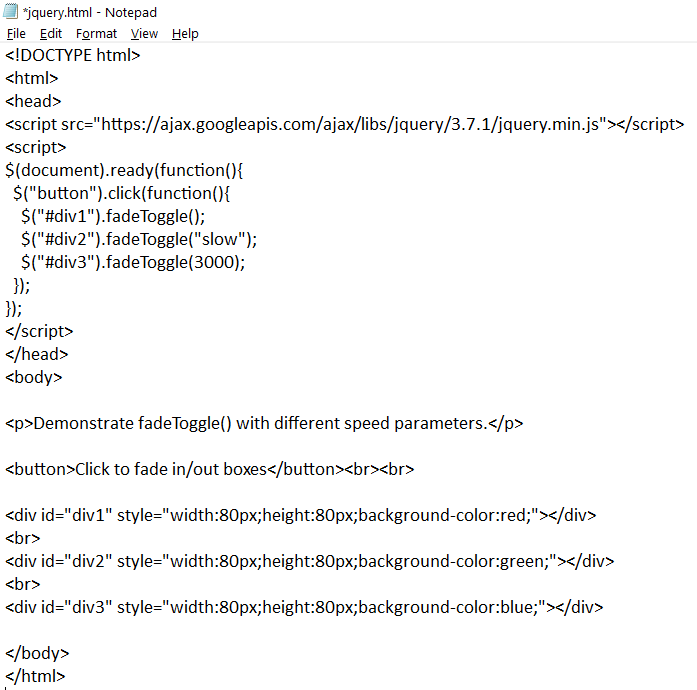 *jquery.html - Notepad
File Edit Format View Help
<!DOCTYPE html>
<html>
<head>
<script src="https://ajax.googleapis.com/ajax/libs/jquery/3.7.1/jquery.min.js"></script>
<script>
$(document).ready(function(){
  $("button").click(function(){
    $("#div1").fadeToggle();
    $("#div2").fadeToggle("slow");
    $("#div3").fadeToggle(3000);
  });
});
</script>
</head>
<body>

<p>Demonstrate fadeToggle() with different speed parameters.</p>

<button>Click to fade in/out boxes</button><br><br>

<div id="div1" style="width:80px;height:80px;background-color:red;"></div>
<br>
<div id="div2" style="width:80px;height:80px;background-color:green;"></div>
<br>
<div id="div3" style="width:80px;height:80px;background-color:blue;"></div>

</body>
</html>